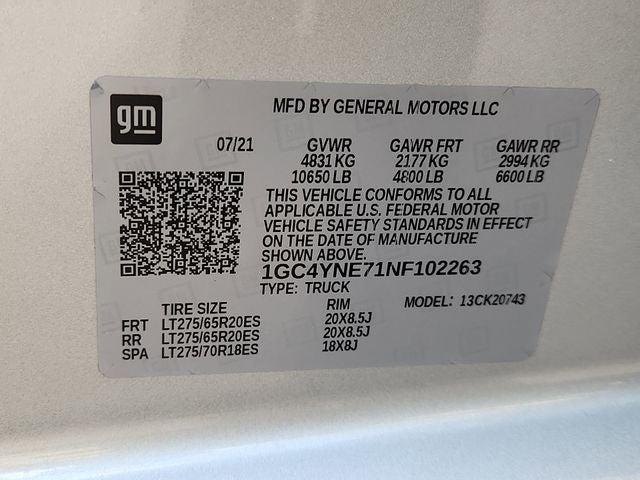 gm
MFD BY GENERAL MOTORS LLC
07/21 GVWR GAWR FRT GAWR RR
4831 KG 2177 KG 2994 KG
10650 LB 4800 LB 6600 LB
THIS VEHICLE CONFORMS TO ALL
APPLICABLE U.S. FEDERAL MOTOR
VEHICLE SAFETY STANDARDS IN EFFECT
ON THE DATE OF MANUFACTURE
SHOWN ABOVE.
1GC4YNE71NF102263
TYPE: TRUCK
TIRE SIZE RIM MODEL: 13CK20743
FRT LT275/65R20ES 20X8.5J
RR LT275/65R20ES 20X8.5J
SPA LT275/70R18ES 18X8J